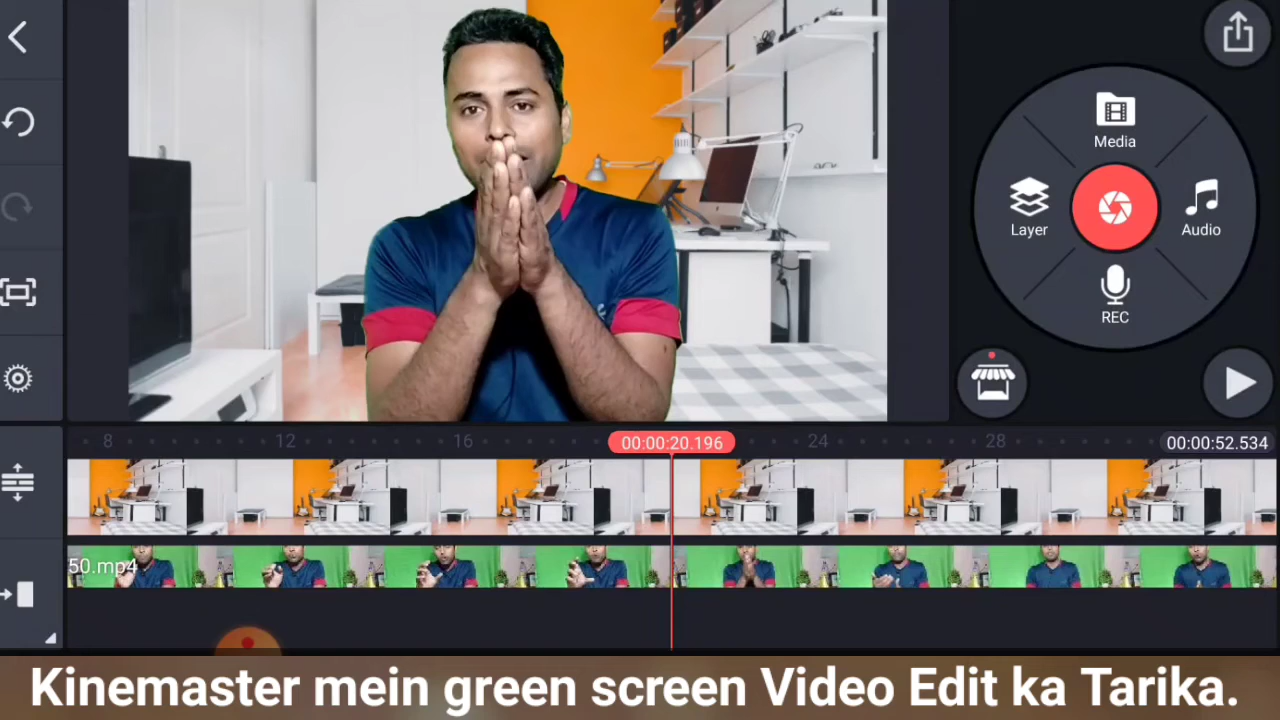 Media
Layer
Audio
REC
8 12 16 00:00:20.196 24 28 00:00:52.534
50.mp4
Kinemaster mein green screen Video Edit ka Tarika.